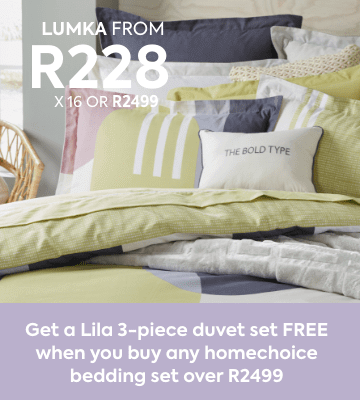 LUMKA FROM
R228
X 16 OR R2499
THE BOLD TYPE
Get a Lila 3-piece duvet set FREE
when you buy any homechoice
bedding set over R2499